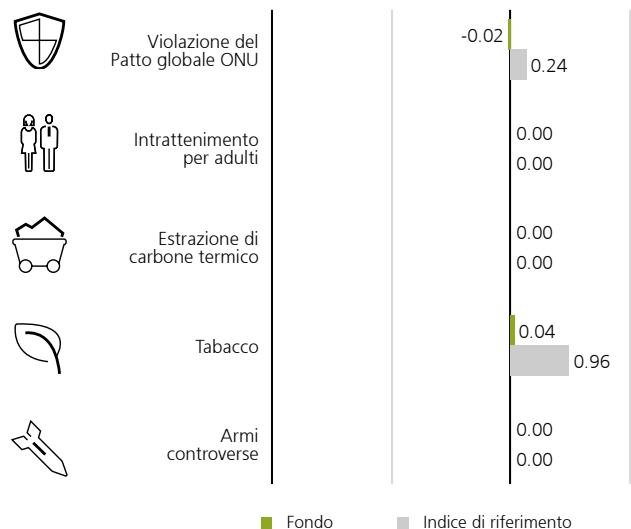 Violazione del
Patto globale ONU
-0.02
0.24
Intrattenimento
per adulti
0.00
0.00
Estrazione di
carbone termico
0.00
0.00
Tabacco
0.04
0.96
Armi
controverse
0.00
0.00
Fondo
Indice di riferimento